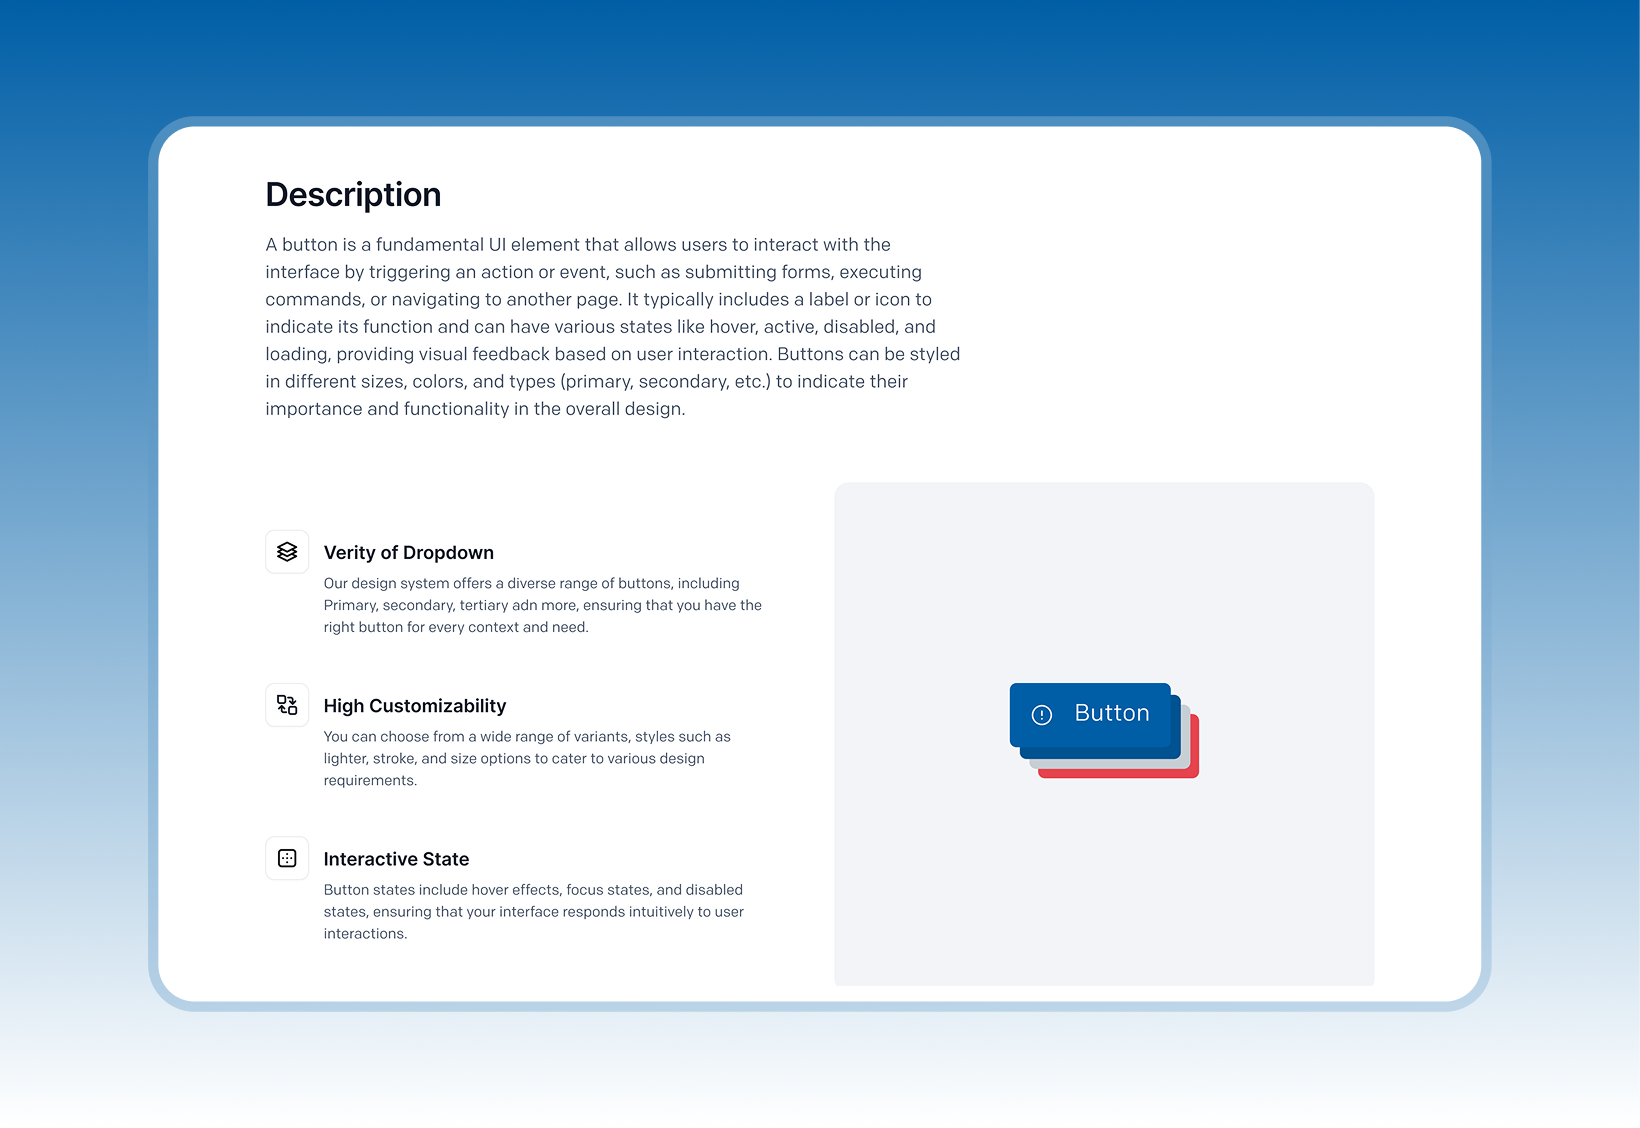 Description
A button is a fundamental UI element that allows users to interact with the
interface by triggering an action or event, such as submitting forms, executing
commands, or navigating to another page. It typically includes a label or icon to
indicate its function and can have various states like hover, active, disabled, and
loading, providing visual feedback based on user interaction. Buttons can be styled
in different sizes, colors, and types (primary, secondary, etc.) to indicate their
importance and functionality in the overall design.
Verity of Dropdown
Our design system offers a diverse range of buttons, including
Primary, secondary, tertiary adn more, ensuring that you have the
right button for every context and need.
High Customizability
You can choose from a wide range of variants, styles such as
lighter, stroke, and size options to cater to various design
requirements.
Interactive State
Button states include hover effects, focus states, and disabled
states, ensuring that your interface responds intuitively to user
interactions.
Button